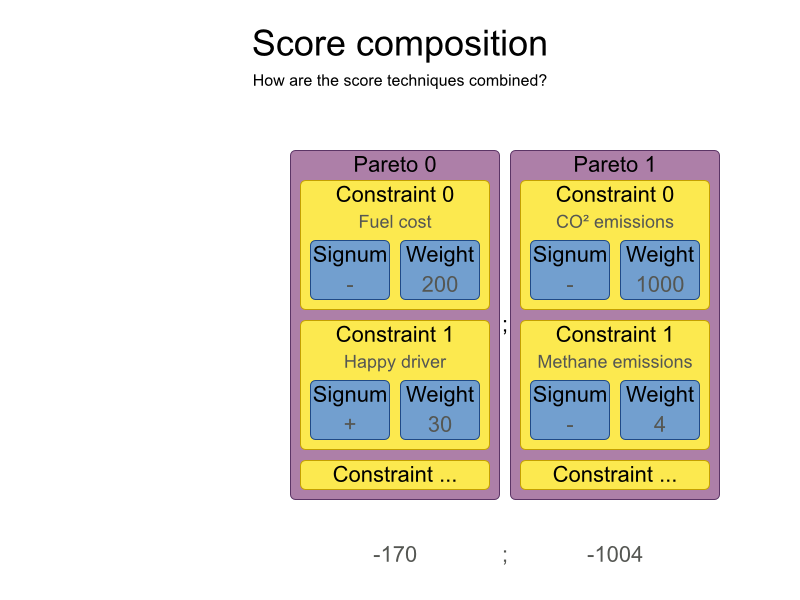 Score composition
How are the score techniques combined?
Pareto 0
Constraint 0
Fuel cost
Signum
-
Weight
200
Constraint 1
Happy driver
Signum
+
Weight
30
Constraint ...
;
Pareto 1
Constraint 0
CO² emissions
Signum
-
Weight
1000
Constraint 1
Methane emissions
Signum
-
Weight
4
Constraint ...
-170 ; -1004